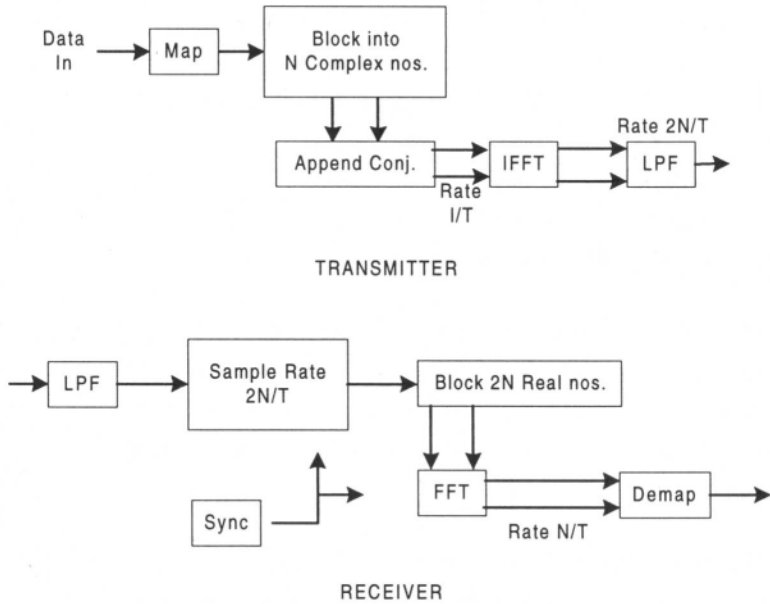 Data
In
Map
Block into
N Complex nos.
Append Conj.
Rate
I/T
IFFT
Rate 2N/T
LPF
TRANSMITTER
LPF
Sample Rate
2N/T
Block 2N Real nos.
Sync
FFT
Rate N/T
Demap
RECEIVER